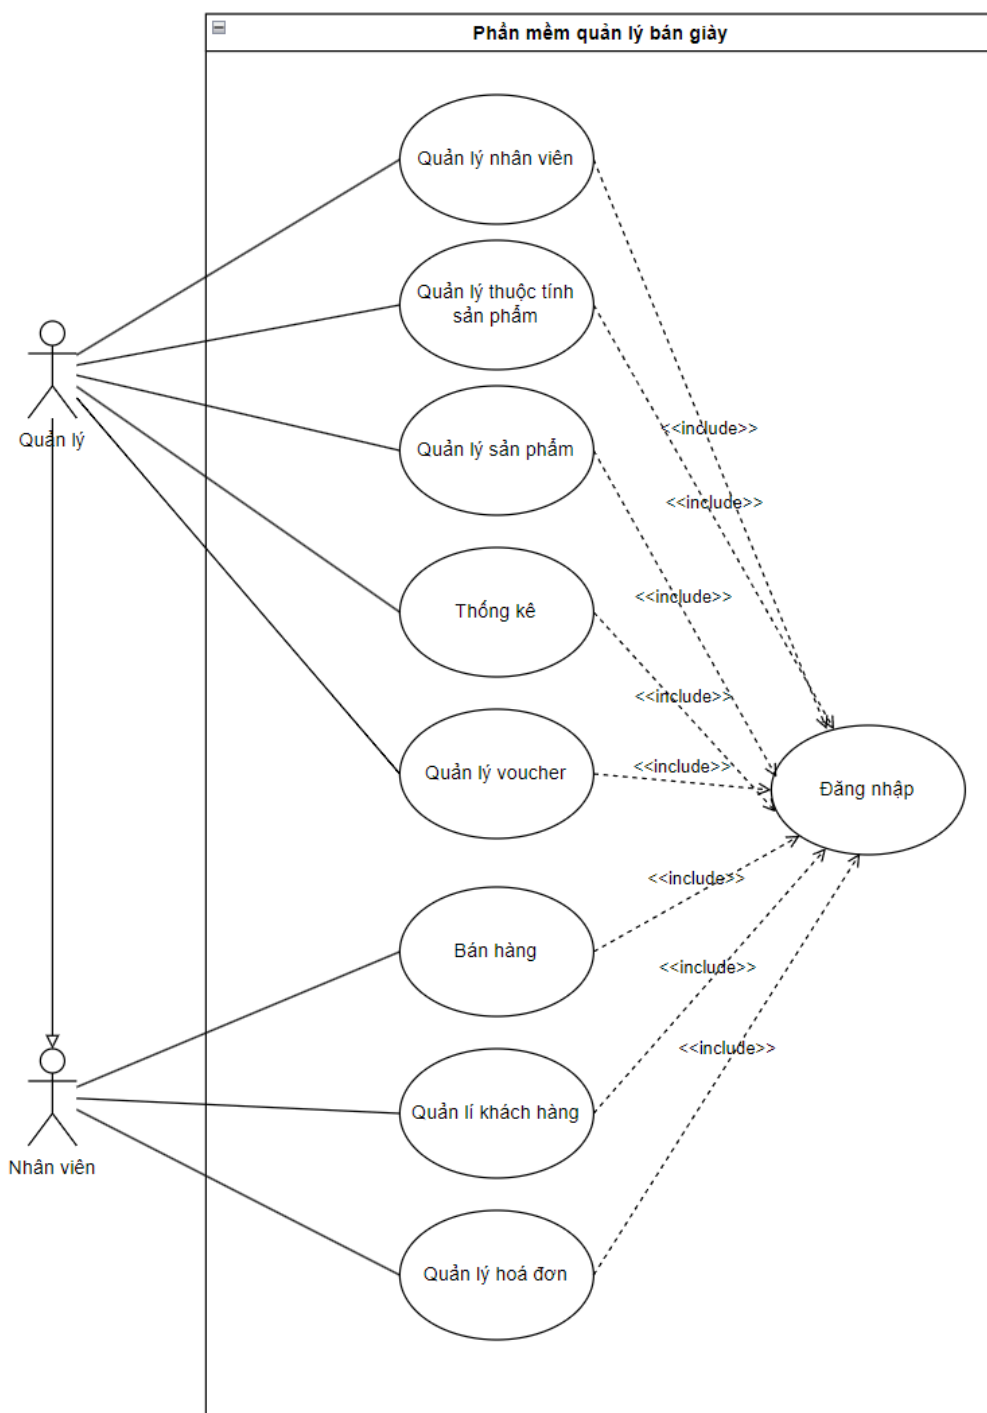 Phần mềm quản lý bán giày
Quản lý nhân viên
Quản lý thuộc tính
sản phẩm
Quản lý
<<include>>
Quản lý sản phẩm
<<include>>
<<include>>
Thống kê
<<include>>
<<include>>
Quản lý voucher
Đăng nhập
<<include>>
Bán hàng
<<include>>
<<include>>
Quản lí khách hàng
Nhân viên
Quản lý hoá đơn